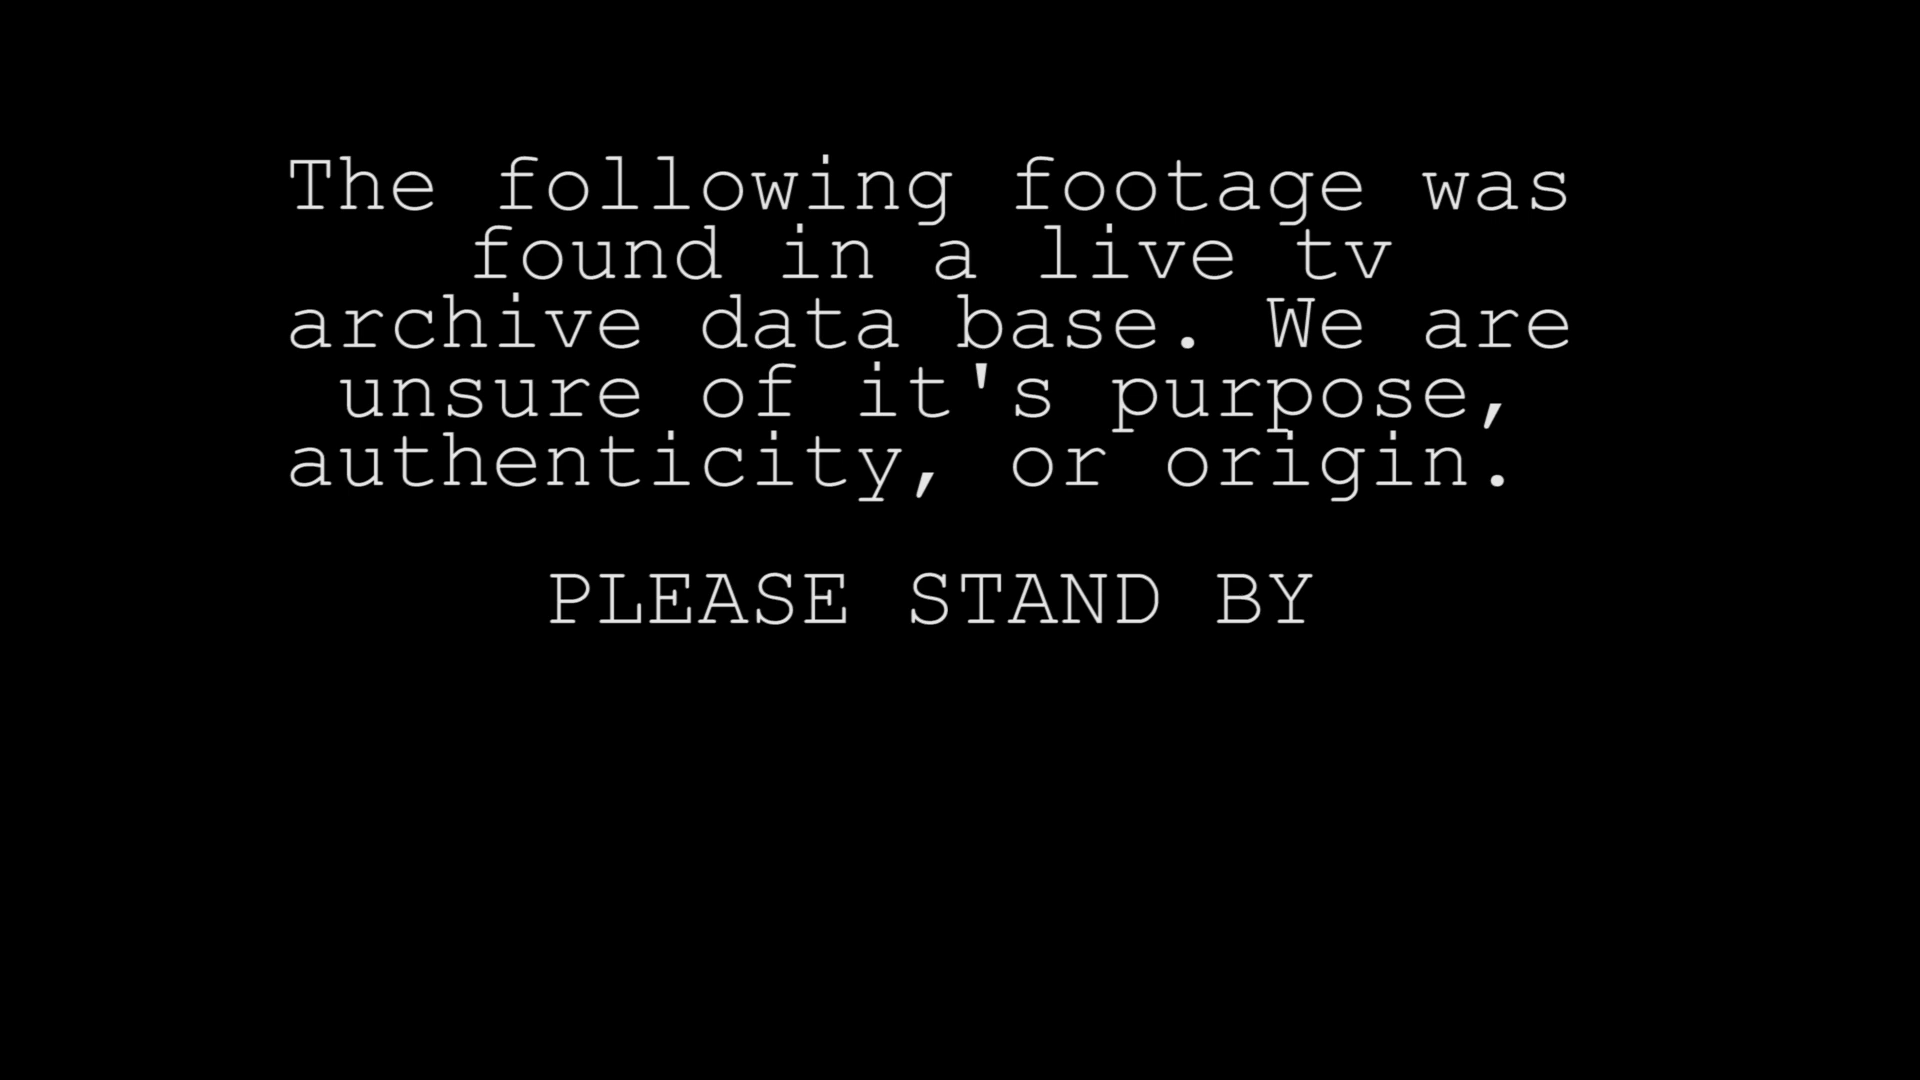 The following footage was
found in a live tv
archive data base. We are
unsure of it's purpose,
authenticity, or origin.
PLEASE STAND BY